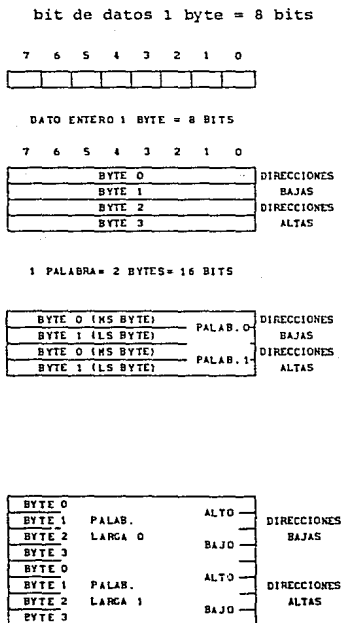 bit de datos 1 byte = 8 bits
7 6 5 4 3 2 1 0
DATO ENTERO 1 BYTE = 8 BITS
7 6 5 4 3 2 1 0
BYTE 0 DIRECCIONES
BYTE 1 BAJAS
BYTE 2 DIRECCIONES
BYTE 3 ALTAS
1 PALABRA= 2 BYTES= 16 BITS
BYTE 0 (MS BYTE) PALAB.0 DIRECCIONES
BYTE 1 (LS BYTE) BAJAS
BYTE 0 (MS BYTE) PALAB.1 DIRECCIONES
BYTE 1 (LS BYTE) ALTAS
BYTE 0 ALTO
BYTE 1 PALAB. DIRECCIONES
BYTE 2 LARGA 0 BAJO BAJAS
BYTE 3
BYTE 0 ALTO
BYTE 1 PALAB. DIRECCIONES
BYTE 2 LARGA 1 BAJO ALTAS
BYTE 3